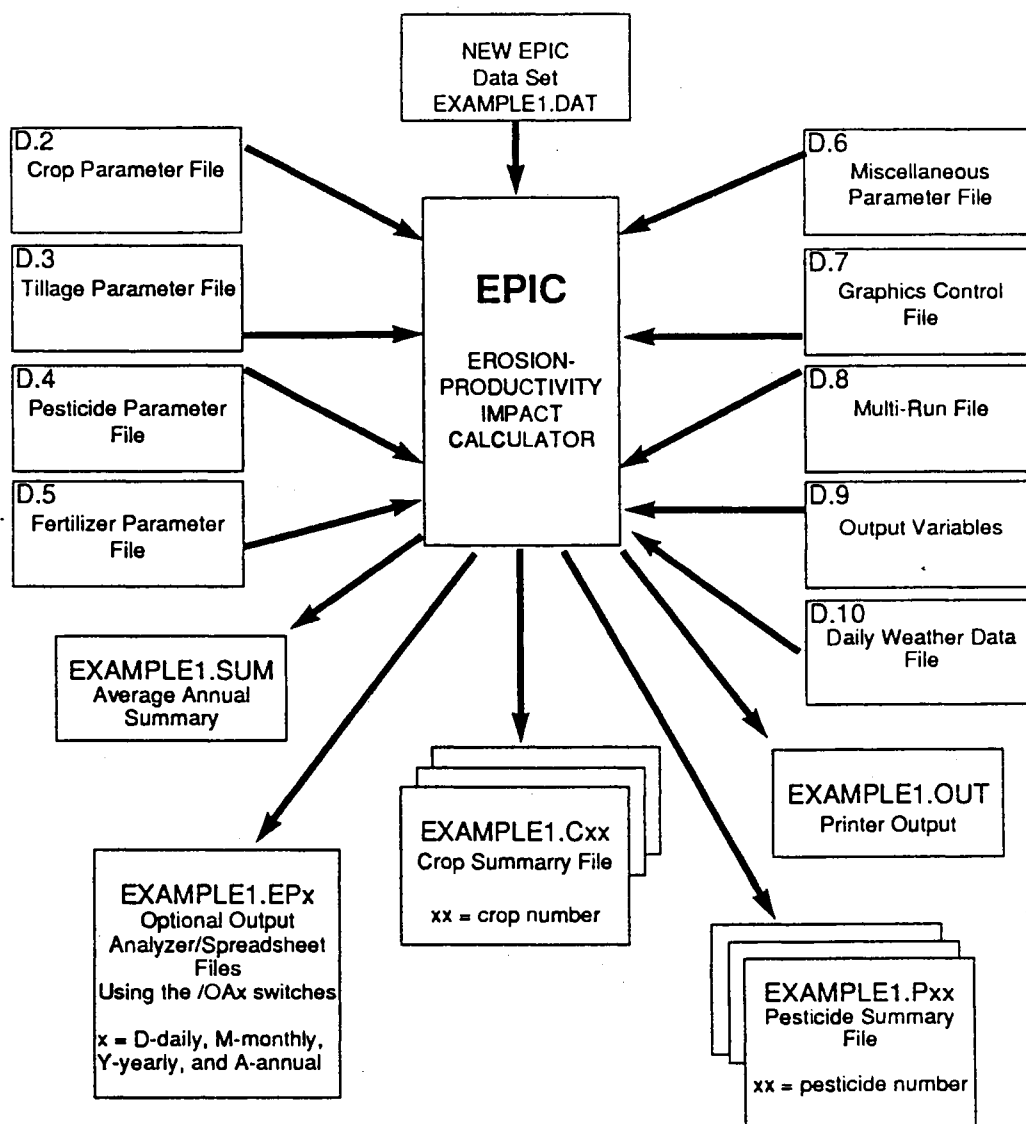 NEW EPIC
Data Set
EXAMPLE1.DAT
D.2
Crop Parameter File
D.3
Tillage Parameter File
D.4
Pesticide Parameter
File
D.5
Fertilizer Parameter
File
EPIC
EROSION-
PRODUCTIVITY
IMPACT
CALCULATOR
D.6
Miscellaneous
Parameter File
D.7
Graphics Control
File
D.8
Multi-Run File
D.9
Output Variables
D.10
Daily Weather Data
File
EXAMPLE1.SUM
Average Annual
Summary
EXAMPLE1.EPx
Optional Output
Analyzer/Spreadsheet
Files
Using the /OAx switches
x = D-daily, M-monthly,
Y-yearly, and A-annual
EXAMPLE1.Cxx
Crop Summarry File
xx = crop number
EXAMPLE1.OUT
Printer Output
EXAMPLE1.Pxx
Pesticide Summary
File
xx = pesticide number